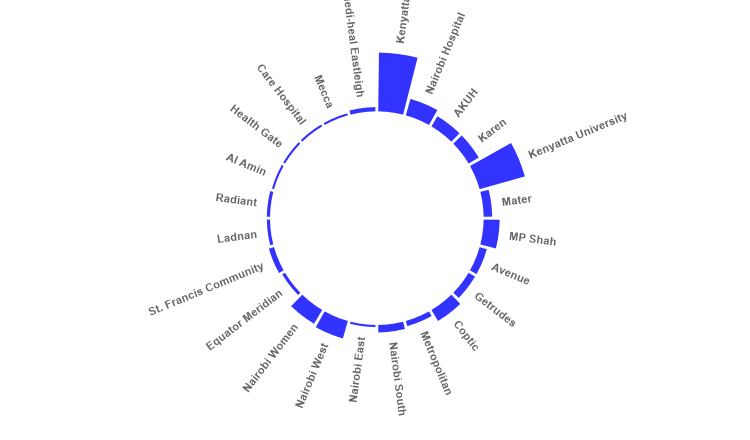 Kenyatta
Nairobi Hospital
AKUH
Karen
Kenyatta University
Mater
MP Shah
Avenue
Getrudes
Coptic
Metropolitan
Nairobi South
Nairobi East
Nairobi West
Nairobi Women
Equator Meridian
St. Francis Community
Ladnan
Radiant
Al Amin
Health Gate
Care Hospital
Mecca
edi-heal Eastleigh